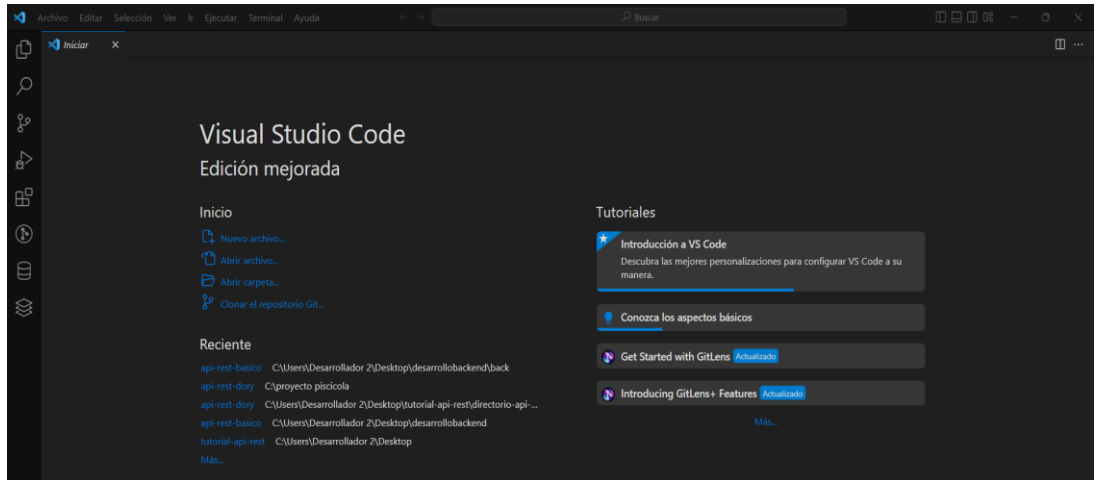 Archivo Editar Selección Ver Ir Ejecutar Terminal Ayuda Buscar
Iniciar
Visual Studio Code
Edición mejorada
Inicio
Nuevo archivo...
Abrir archivo...
Abrir carpeta...
Clonar el repositorio Git...
Reciente
api-rest-basico C:\Users\Desarrollador 2\Desktop\desarrollobackend\back
api-rest-dory C:\proyecto piscicola
api-rest-dory C:\Users\Desarrollador 2\Desktop\tutorial-api-rest\directorio-api-...
api-rest-basico C:\Users\Desarrollador 2\Desktop\desarrollobackend
tutorial-api-rest C:\Users\Desarrollador 2\Desktop
Más...
Tutoriales
Introducción a VS Code
Descubra las mejores personalizaciones para configurar VS Code a su
manera.
Conozca los aspectos básicos
Get Started with GitLens Actualizado
Introducing GitLens+ Features Actualizado
Más...